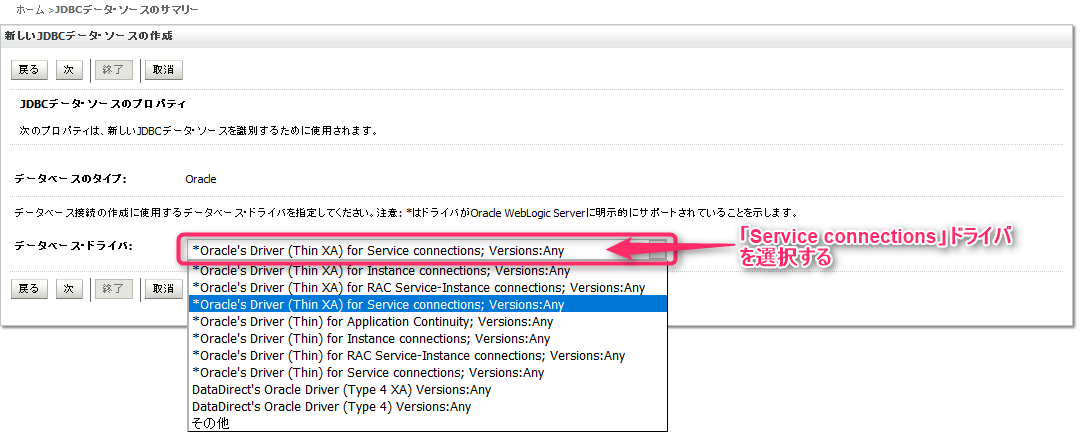 ホーム >JDBCデータ・ソースのサマリー
新しいJDBCデータ・ソースの作成
戻る 次 終了 取消
JDBCデータ・ソースのプロパティ
次のプロパティは、新しいJDBCデータ・ソースを識別するために使用されます。
データベースのタイプ: Oracle
データベース接続の作成に使用するデータベース・ドライバを指定してください。注意: *はドライバがOracle WebLogic Serverに明示的にサポートされていることを示します。
データベース・ドライバ: *Oracle's Driver (Thin XA) for Service connections; Versions:Any
「Service connections」ドライバ
を選択する
*Oracle's Driver (Thin XA) for Instance connections; Versions:Any
*Oracle's Driver (Thin XA) for RAC Service-Instance connections; Versions:Any
*Oracle's Driver (Thin XA) for Service connections; Versions:Any
*Oracle's Driver (Thin) for Application Continuity; Versions:Any
*Oracle's Driver (Thin) for Instance connections; Versions:Any
*Oracle's Driver (Thin) for RAC Service-Instance connections; Versions:Any
*Oracle's Driver (Thin) for Service connections; Versions:Any
DataDirect's Oracle Driver (Type 4 XA) Versions:Any
DataDirect's Oracle Driver (Type 4) Versions:Any
その他
戻る 次 終了 取消